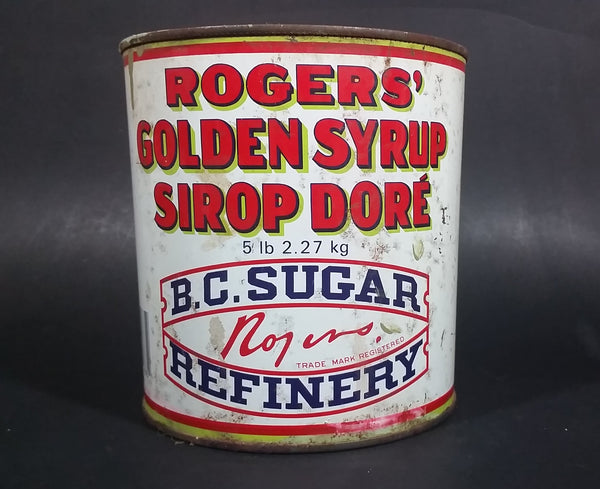 ROGERS'
GOLDEN SYRUP
SIROP DORÉ
5 lb 2.27 kg
B.C. SUGAR
Rogers
TRADE MARK REGISTERED
REFINERY